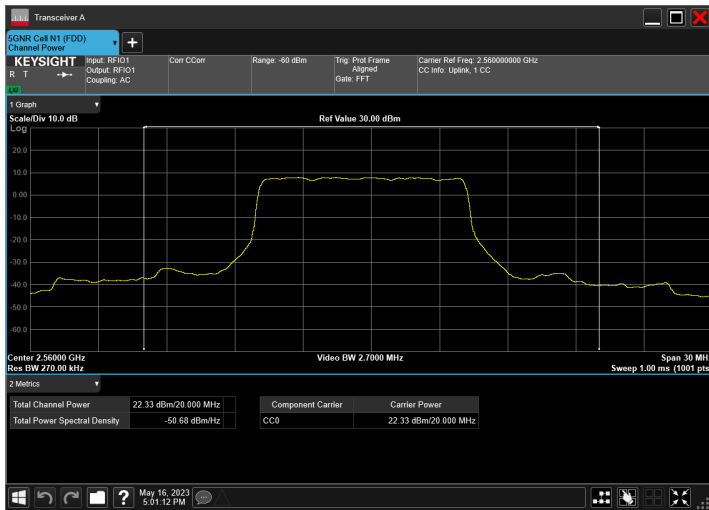 Transceiver A
5GNR Cell N1 (FDD)
Channel Power
KEYSIGHT
R T
LXI
Input: RFIO1
Output: RFIO1
Coupling: AC
Corr CCorr
Range: -60 dBm
Trig: Prot Frame
Aligned
Gate: FFT
Carrier Ref Freq: 2.560000000 GHz
CC Info: Uplink, 1 CC
1 Graph
Scale/Div 10.0 dB
Ref Value 30.00 dBm
Log
20.0
10.0
0.00
-10.0
-20.0
-30.0
-40.0
-50.0
-60.0
Center 2.56000 GHz
Video BW 2.7000 MHz
Span 30 MH
Res BW 270.00 kHz
Sweep 1.00 ms (1001 pts
2 Metrics
Total Channel Power 22.33 dBm/20.000 MHz
Total Power Spectral Density -50.68 dBm/Hz
Component Carrier Carrier Power
CC0 22.33 dBm/20.000 MHz
?
May 16, 2023
5:01:12 PM